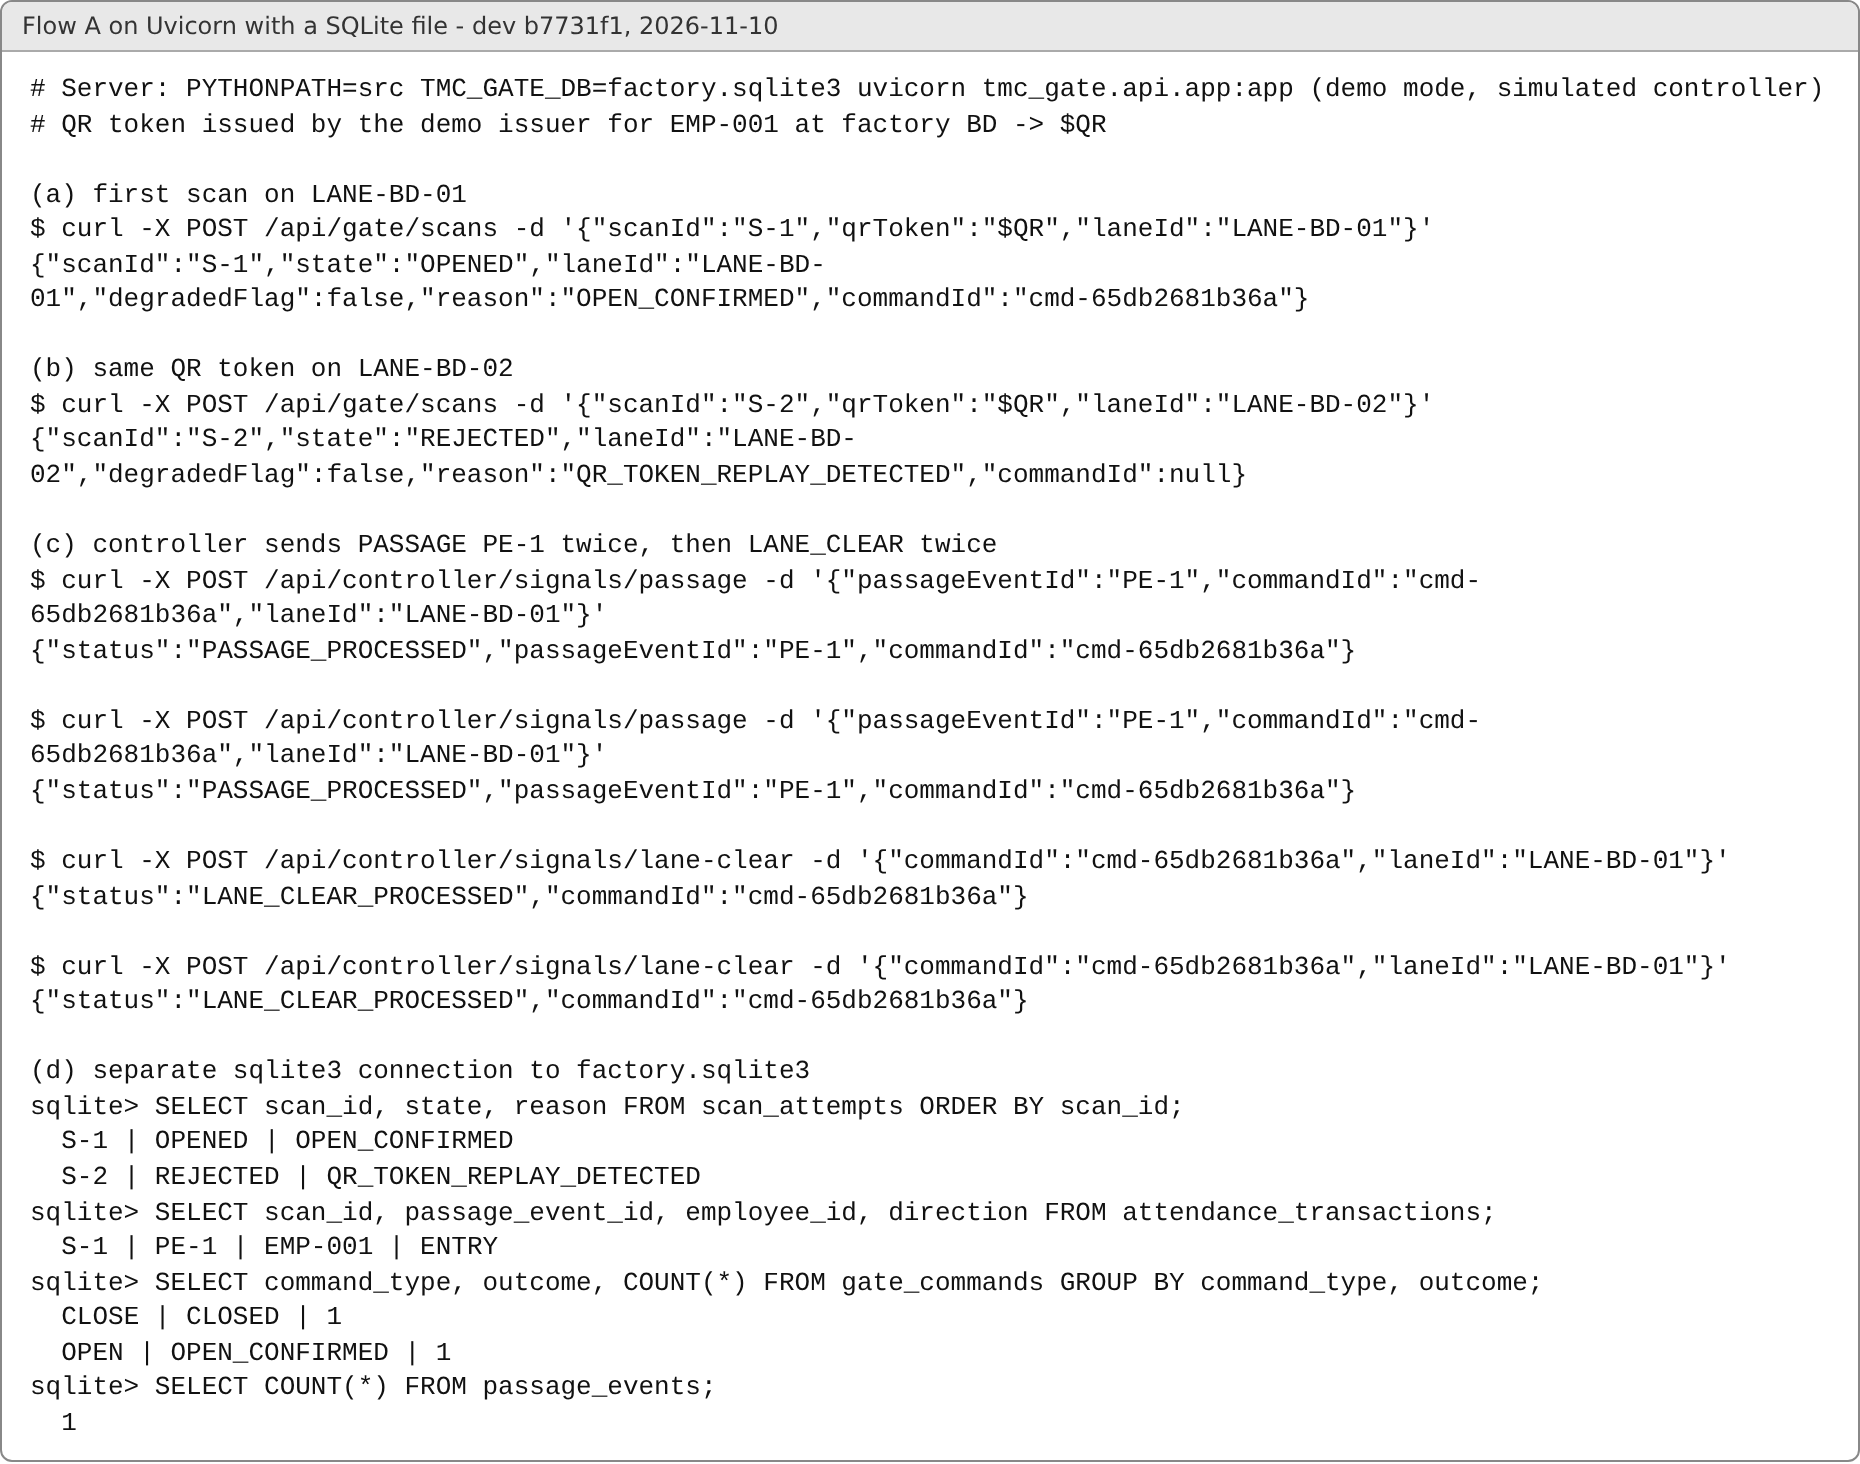 Flow A on Uvicorn with a SQLite file - dev b7731f1, 2026-11-10
# Server: PYTHONPATH=src TMC_GATE_DB=factory.sqlite3 uvicorn tmc_gate.api.app:app (demo mode, simulated controller)
# QR token issued by the demo issuer for EMP-001 at factory BD -> $QR
(a) first scan on LANE-BD-01
$ curl -X POST /api/gate/scans -d '{"scanId":"S-1","qrToken":"$QR","laneId":"LANE-BD-01"}'
{"scanId":"S-1","state":"OPENED","laneId":"LANE-BD-
01","degradedFlag":false,"reason":"OPEN_CONFIRMED","commandId":"cmd-65db2681b36a"}
(b) same QR token on LANE-BD-02
$ curl -X POST /api/gate/scans -d '{"scanId":"S-2","qrToken":"$QR","laneId":"LANE-BD-02"}'
{"scanId":"S-2","state":"REJECTED","laneId":"LANE-BD-
02","degradedFlag":false,"reason":"QR_TOKEN_REPLAY_DETECTED","commandId":null}
(c) controller sends PASSAGE PE-1 twice, then LANE_CLEAR twice
$ curl -X POST /api/controller/signals/passage -d '{"passageEventId":"PE-1","commandId":"cmd-
65db2681b36a","laneId":"LANE-BD-01"}'
{"status":"PASSAGE_PROCESSED","passageEventId":"PE-1","commandId":"cmd-65db2681b36a"}
$ curl -X POST /api/controller/signals/passage -d '{"passageEventId":"PE-1","commandId":"cmd-
65db2681b36a","laneId":"LANE-BD-01"}'
{"status":"PASSAGE_PROCESSED","passageEventId":"PE-1","commandId":"cmd-65db2681b36a"}
$ curl -X POST /api/controller/signals/lane-clear -d '{"commandId":"cmd-65db2681b36a","laneId":"LANE-BD-01"}'
{"status":"LANE_CLEAR_PROCESSED","commandId":"cmd-65db2681b36a"}
$ curl -X POST /api/controller/signals/lane-clear -d '{"commandId":"cmd-65db2681b36a","laneId":"LANE-BD-01"}'
{"status":"LANE_CLEAR_PROCESSED","commandId":"cmd-65db2681b36a"}
(d) separate sqlite3 connection to factory.sqlite3
sqlite> SELECT scan_id, state, reason FROM scan_attempts ORDER BY scan_id;
S-1 | OPENED | OPEN_CONFIRMED
S-2 | REJECTED | QR_TOKEN_REPLAY_DETECTED
sqlite> SELECT scan_id, passage_event_id, employee_id, direction FROM attendance_transactions;
S-1 | PE-1 | EMP-001 | ENTRY
sqlite> SELECT command_type, outcome, COUNT(*) FROM gate_commands GROUP BY command_type, outcome;
CLOSE | CLOSED | 1
OPEN | OPEN_CONFIRMED | 1
sqlite> SELECT COUNT(*) FROM passage_events;
1